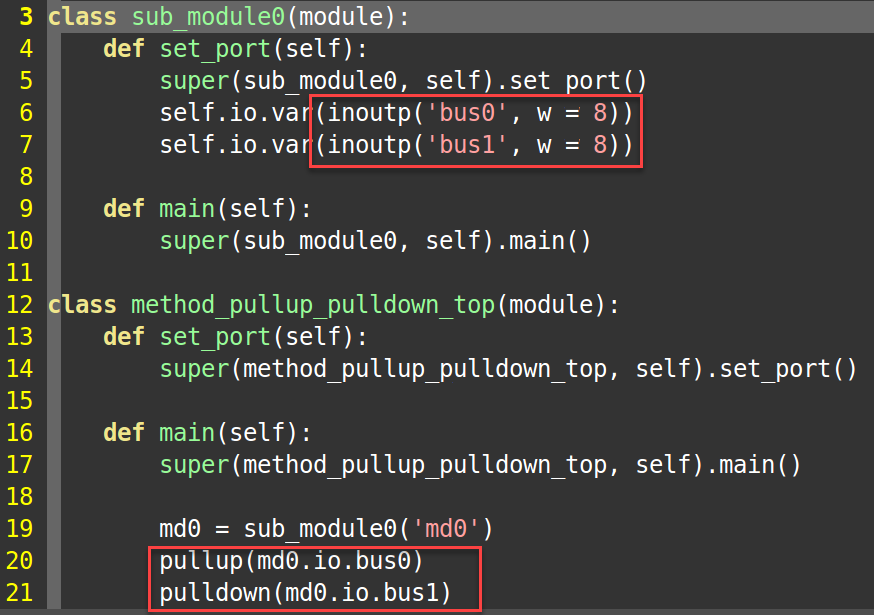 3 class sub_module0(module):
4     def set_port(self):
5         super(sub_module0, self).set_port()
6         self.io.var(inoutp('bus0', w = 8))
7         self.io.var(inoutp('bus1', w = 8))
8
9     def main(self):
10         super(sub_module0, self).main()
11
12 class method_pullup_pulldown_top(module):
13     def set_port(self):
14         super(method_pullup_pulldown_top, self).set_port()
15
16     def main(self):
17         super(method_pullup_pulldown_top, self).main()
18
19         md0 = sub_module0('md0')
20         pullup(md0.io.bus0)
21         pulldown(md0.io.bus1)